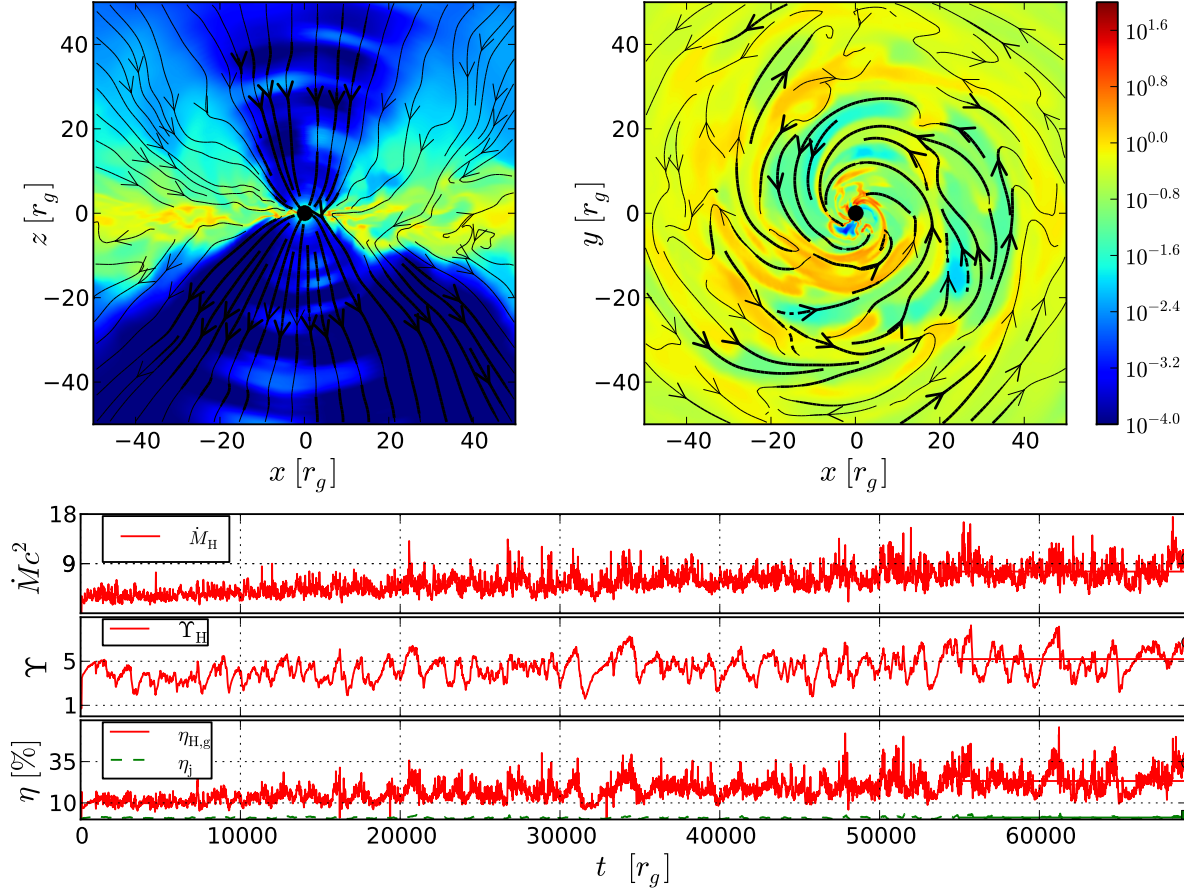 40
20
0
−20
−40
z [r_g]
−40 −20 0 20 40
x [r_g]
40
20
0
−20
−40
y [r_g]
−40 −20 0 20 40
x [r_g]
10^{1.6}
10^{0.8}
10^{0.0}
10^{−0.8}
10^{−1.6}
10^{−2.4}
10^{−3.2}
10^{−4.0}
18
9
Ṁc²
Ṁ_H
5
1
Υ
Υ_H
35
10
η [%]
η_{H,g}
η_j
0 10000 20000 30000 40000 50000 60000
t [r_g]